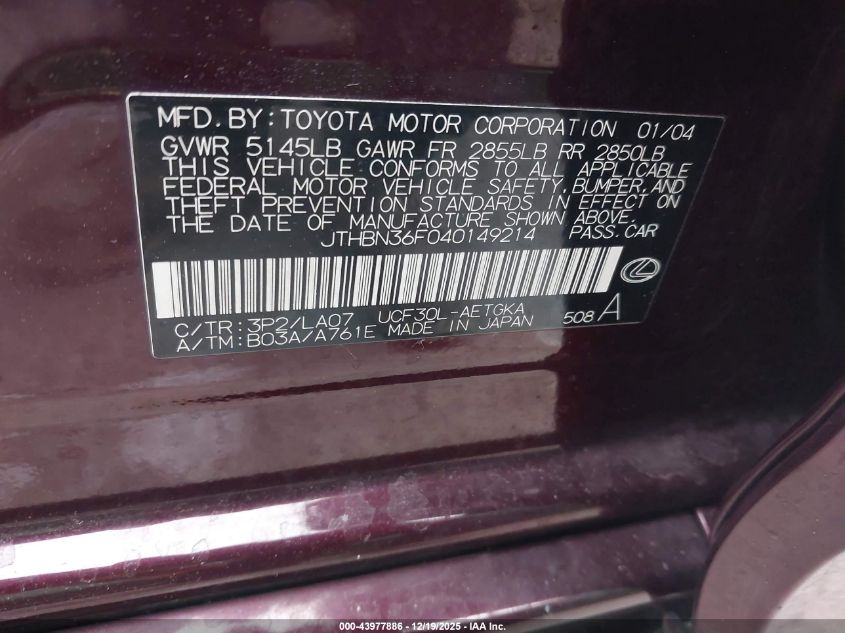 MFD. BY: TOYOTA MOTOR CORPORATION 01/04
GVWR 5145LB GAWR FR 2855LB RR 2850LB
THIS VEHICLE CONFORMS TO ALL APPLICABLE
FEDERAL MOTOR VEHICLE SAFETY, BUMPER, AND
THEFT PREVENTION STANDARDS IN EFFECT ON
THE DATE OF MANUFACTURE SHOWN ABOVE.
JTHBN36F040149214 PASS. CAR
C/TR: 3P2/LA07 UCF30L-AETGKA
A/TM: B03A/A761E MADE IN JAPAN 508 A
000-43977886 - 12/19/2025 - IAA Inc.